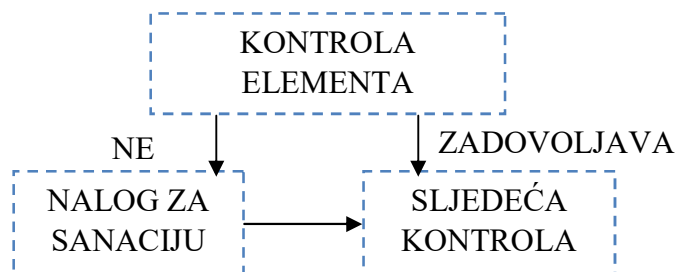 KONTROLA
ELEMENTA
NE
ZADOVOLJAVA
NALOG ZA
SANACIJU
SLJEDEĆA
KONTROLA